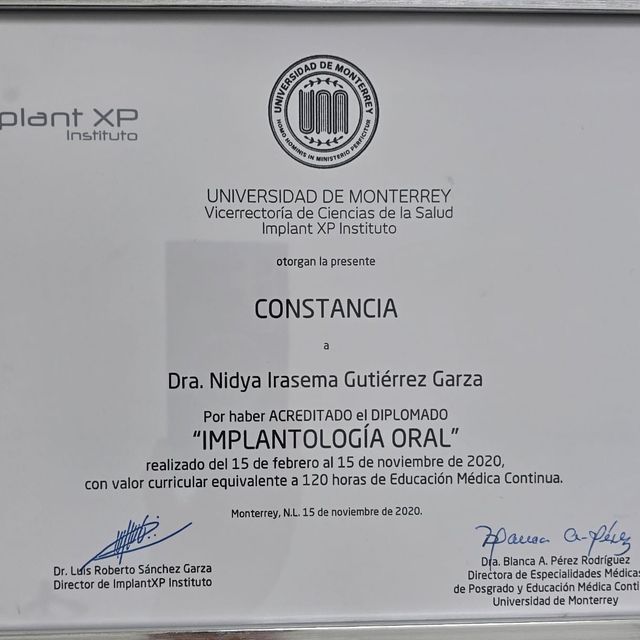 UNIVERSIDAD DE MONTERREY
HOMO HOMINIS IN MINISTERIO PERFICITUR
plant XP
Instituto
UNIVERSIDAD DE MONTERREY
Vicerrectoría de Ciencias de la Salud
Implant XP Instituto
otorgan la presente
CONSTANCIA
a
Dra. Nidya Irasema Gutiérrez Garza
Por haber ACREDITADO el DIPLOMADO
“IMPLANTOLOGÍA ORAL”
realizado del 15 de febrero al 15 de noviembre de 2020,
con valor curricular equivalente a 120 horas de Educación Médica Continua.
Monterrey, N.L. 15 de noviembre de 2020.
Dr. Luis Roberto Sánchez Garza
Director de ImplantXP Instituto
Blanca A. Pérez
Dra. Blanca A. Pérez Rodríguez
Directora de Especialidades Médicas
de Posgrado y Educación Médica Conti
Universidad de Monterrey